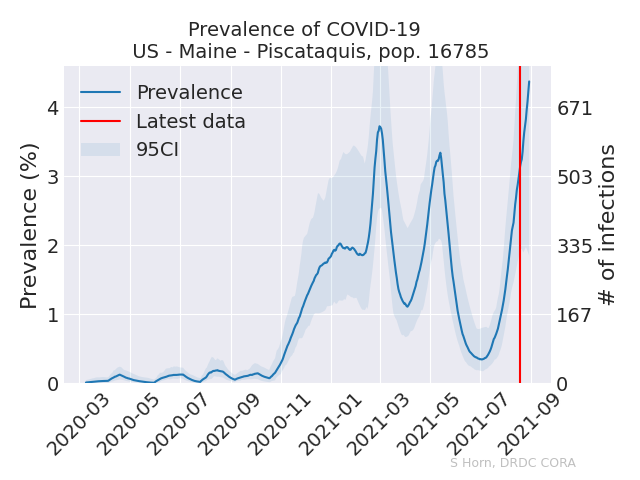 Prevalence of COVID-19
US - Maine - Piscataquis, pop. 16785
Prevalence
Latest data
95CI
Prevalence (%)
4
3
2
1
0
# of infections
671
503
335
167
0
2020-03
2020-05
2020-07
2020-09
2020-11
2021-01
2021-03
2021-05
2021-07
2021-09
S Horn, DRDC CORA